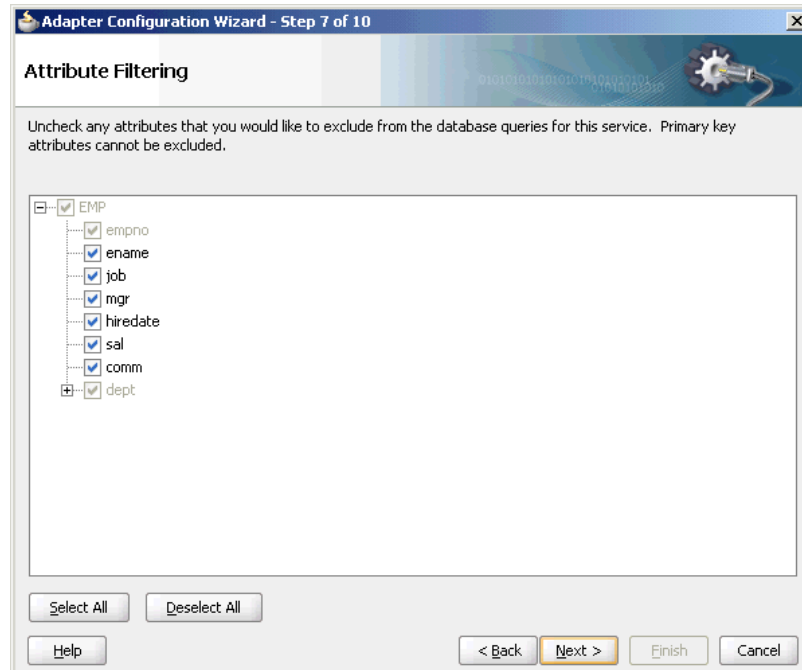 Adapter Configuration Wizard - Step 7 of 10
Attribute Filtering
Uncheck any attributes that you would like to exclude from the database queries for this service. Primary key
attributes cannot be excluded.
EMP
empno
ename
job
mgr
hiredate
sal
comm
dept
Select All Deselect All
Help < Back Next > Finish Cancel